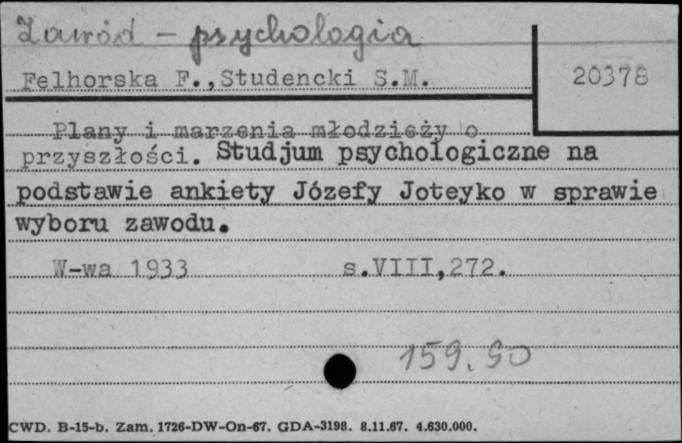 Zawód - psychologia
Felhorska F.,Studencki S.M.
20378
Plany i marzenia młodzieży o
przyszłości. Studjum psychologiczne na
podstawie ankiety Józefy Joteyko w sprawie
wyboru zawodu.
W-wa 1933 s.VIII,272.
159.90
CWD. B-15-b. Zam. 1726-DW-On-67. GDA-3198. 8.11.67. 4.630.000.